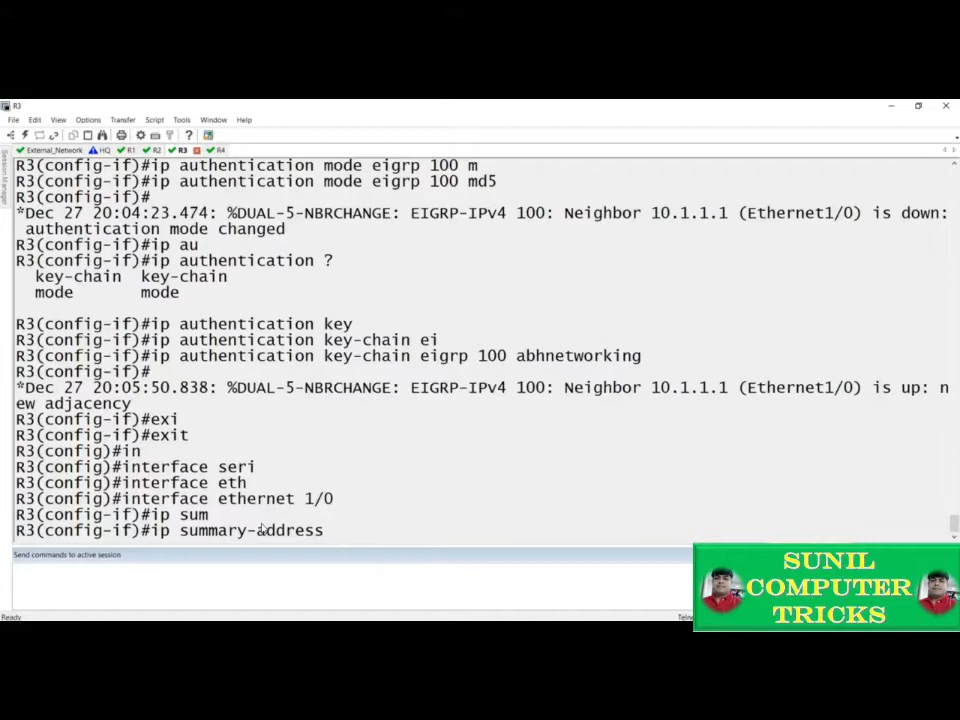 R3
File Edit View Options Transfer Script Tools Window Help
External_Network HQ R1 R2 R3 R4
Session Manager
R3(config-if)#ip authentication mode eigrp 100 m
R3(config-if)#ip authentication mode eigrp 100 md5
R3(config-if)#
*Dec 27 20:04:23.474: %DUAL-5-NBRCHANGE: EIGRP-IPv4 100: Neighbor 10.1.1.1 (Ethernet1/0) is down:
authentication mode changed
R3(config-if)#ip au
R3(config-if)#ip authentication ?
key-chain key-chain
mode mode
R3(config-if)#ip authentication key
R3(config-if)#ip authentication key-chain ei
R3(config-if)#ip authentication key-chain eigrp 100 abhnetworking
R3(config-if)#
*Dec 27 20:05:50.838: %DUAL-5-NBRCHANGE: EIGRP-IPv4 100: Neighbor 10.1.1.1 (Ethernet1/0) is up: n
ew adjacency
R3(config-if)#exi
R3(config-if)#exit
R3(config)#in
R3(config)#interface seri
R3(config)#interface eth
R3(config)#interface ethernet 1/0
R3(config-if)#ip sum
R3(config-if)#ip summary-address
Send commands to active session
Ready
SUNIL
COMPUTER
TRICKS